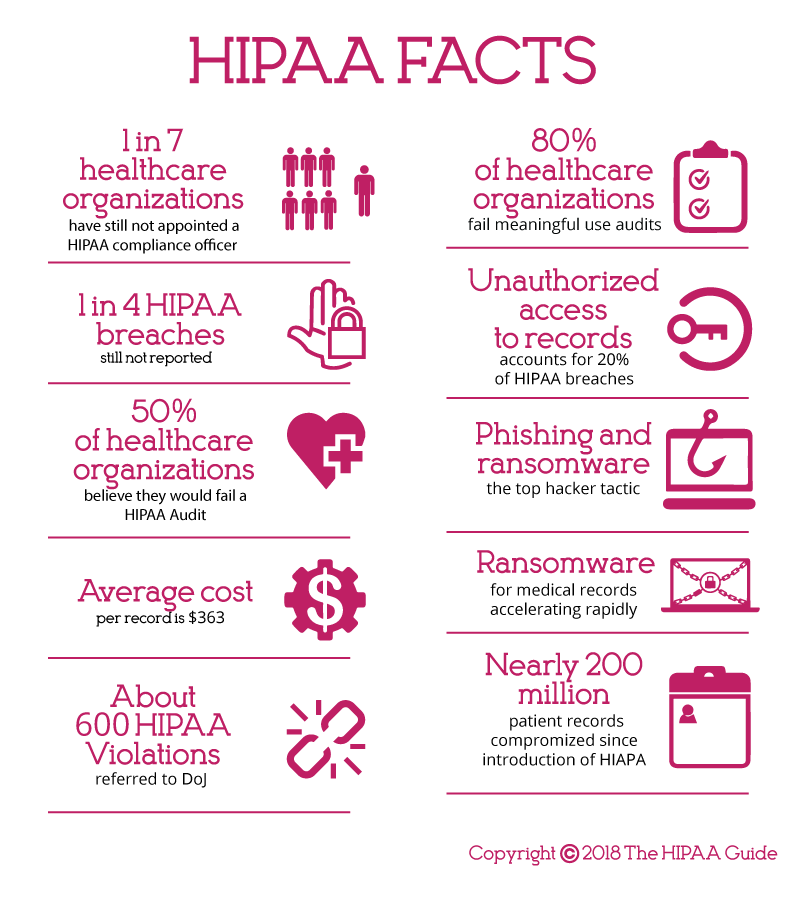 HIPAA FACTS
1 in 7
healthcare
organizations
have still not appointed a
HIPAA compliance officer
1 in 4 HIPAA
breaches
still not reported
50%
of healthcare
organizations
believe they would fail a
HIPAA Audit
Average cost
per record is $363
$
About
600 HIPAA
Violations
referred to DoJ
80%
of healthcare
organizations
fail meaningful use audits
Unauthorized
access
to records
accounts for 20%
of HIPAA breaches
Phishing and
ransomware
the top hacker tactic
Ransomware
for medical records
accelerating rapidly
Nearly 200
million
patient records
compromized since
introduction of HIAPA
Copyright © 2018 The HIPAA Guide